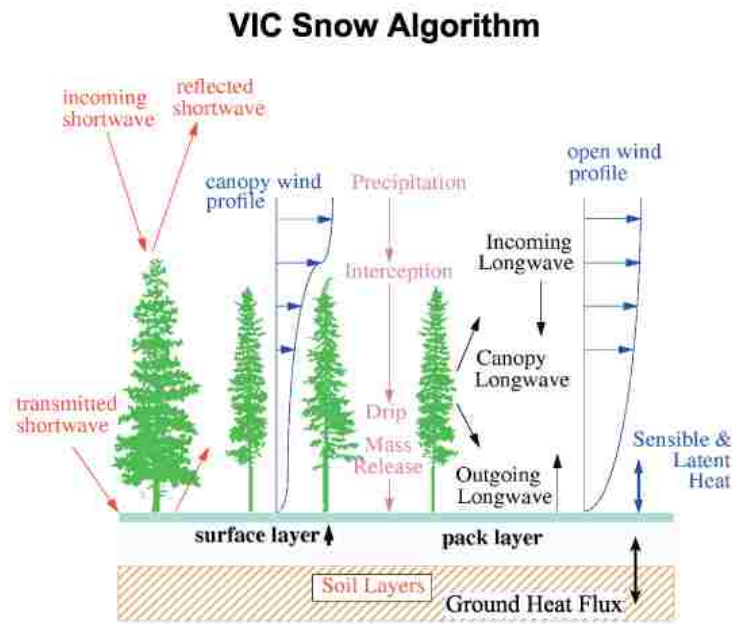 VIC Snow Algorithm
incoming
shortwave
reflected
shortwave
canopy wind
profile
Precipitation
open wind
profile
Interception
Incoming
Longwave
Canopy
Longwave
transmitted
shortwave
Drip
Mass
Release
Outgoing
Longwave
Sensible &
Latent
Heat
surface layer
pack layer
Soil Layers
Ground Heat Flux